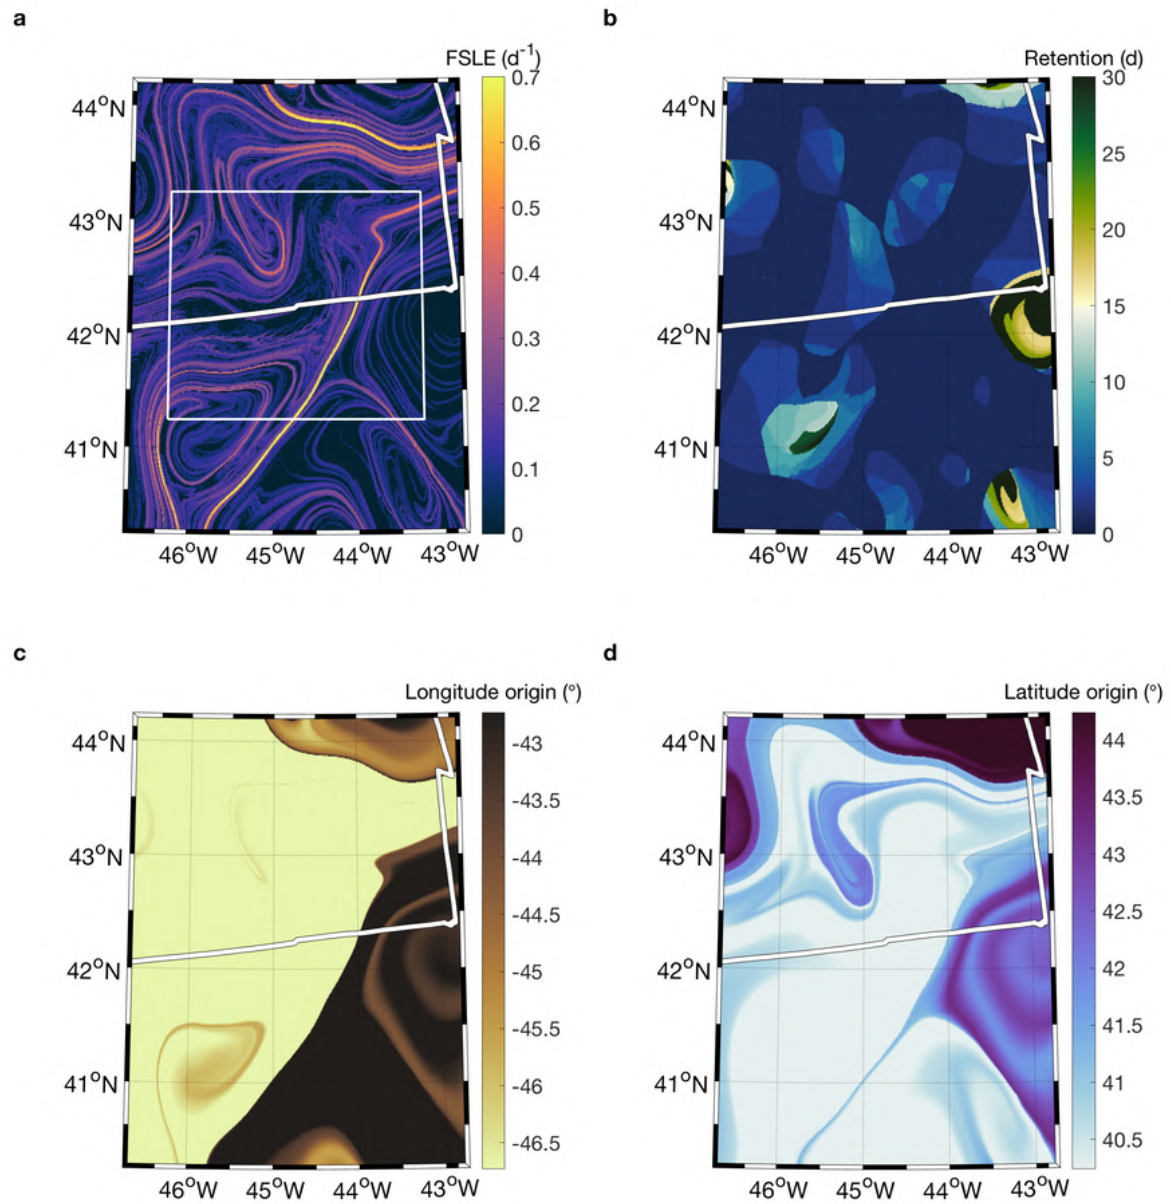 a
FSLE (d⁻¹)
44°N
43°N
42°N
41°N
46°W 45°W 44°W 43°W
0.7
0.6
0.5
0.4
0.3
0.2
0.1
0
b
Retention (d)
44°N
43°N
42°N
41°N
46°W 45°W 44°W 43°W
30
25
20
15
10
5
0
c
Longitude origin (°)
44°N
43°N
42°N
41°N
46°W 45°W 44°W 43°W
-43
-43.5
-44
-44.5
-45
-45.5
-46
-46.5
d
Latitude origin (°)
44°N
43°N
42°N
41°N
46°W 45°W 44°W 43°W
44
43.5
43
42.5
42
41.5
41
40.5